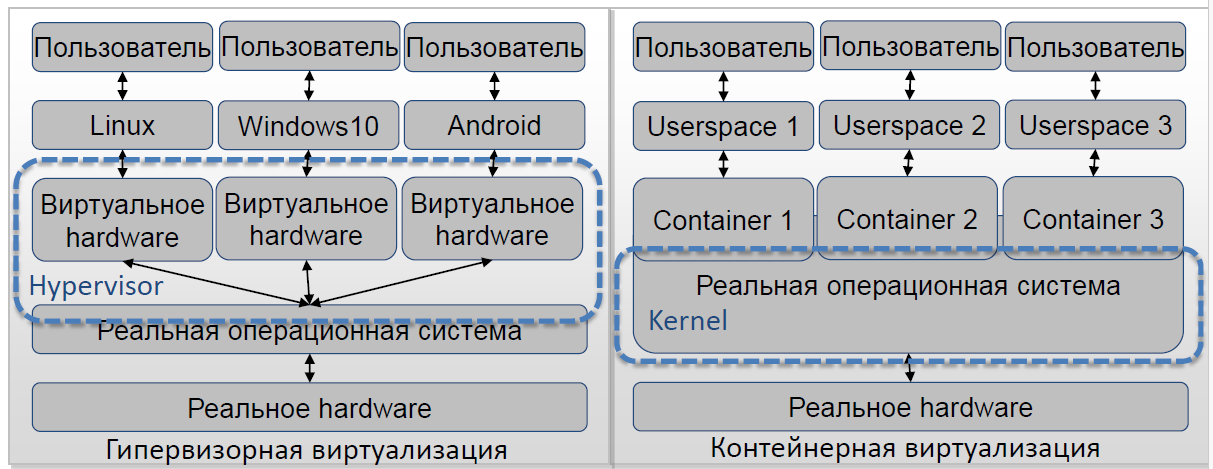 Пользователь
Пользователь
Пользователь
Linux
Windows10
Android
Виртуальное
hardware
Виртуальное
hardware
Виртуальное
hardware
Hypervisor
Реальная операционная система
Реальное hardware
Гипервизорная виртуализация
Пользователь
Пользователь
Пользователь
Userspace 1
Userspace 2
Userspace 3
Container 1
Container 2
Container 3
Реальная операционная система
Kernel
Реальное hardware
Контейнерная виртуализация